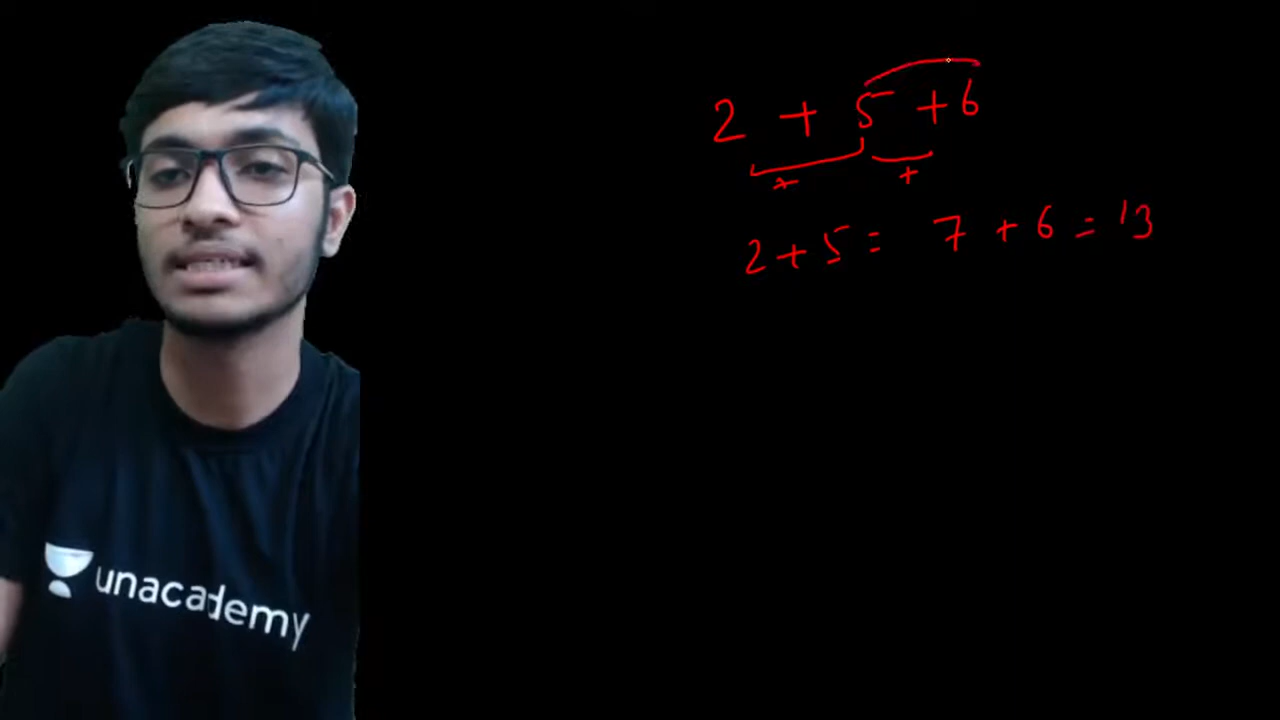 2 + 5 + 6
+ +
2 + 5 = 7 + 6 = 13
unacademy